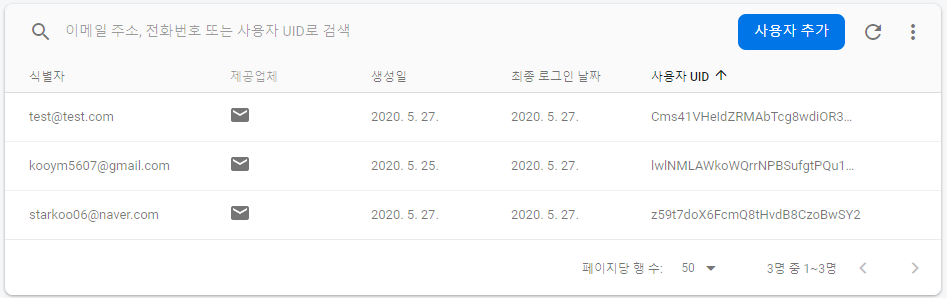 이메일 주소, 전화번호 또는 사용자 UID로 검색 사용자 추가
식별자 제공업체 생성일 최종 로그인 날짜 사용자 UID
test@test.com 2020. 5. 27. 2020. 5. 27. Cms41VHeIdZRMAbTcg8wdiOR3...
kooym5607@gmail.com 2020. 5. 25. 2020. 5. 27. lwlNMLAWkoWQrrNPBSufgtPQu1...
starkoo06@naver.com 2020. 5. 27. 2020. 5. 27. z59t7doX6FcmQ8tHvdB8CzoBwSY2
페이지당 행 수: 50 3명 중 1~3명